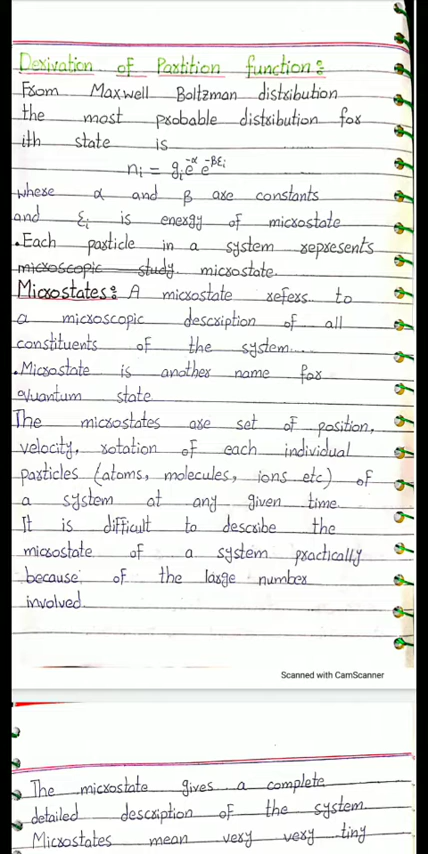 Derivation of Partition function:
From Maxwell Boltzman distribution
the most probable distribution for
ith state is
nᵢ = gᵢe^-α e^-βεᵢ
where α and β are constants
and εᵢ is energy of microstate
.Each particle in a system represents
microscopic study microstate.
Microstates: A microstate refers to
a microscopic description of all
constituents of the system....
.Microstate is another name for
quantum state
The microstates are set of position,
velocity, rotation of each individual
particles (atoms, molecules, ions etc) of
a system at any given time.
It is difficult to describe the
microstate of a system practically
because of the large number
involved.
Scanned with CamScanner
The microstate gives a complete
detailed description of the system.
Microstates mean very very tiny